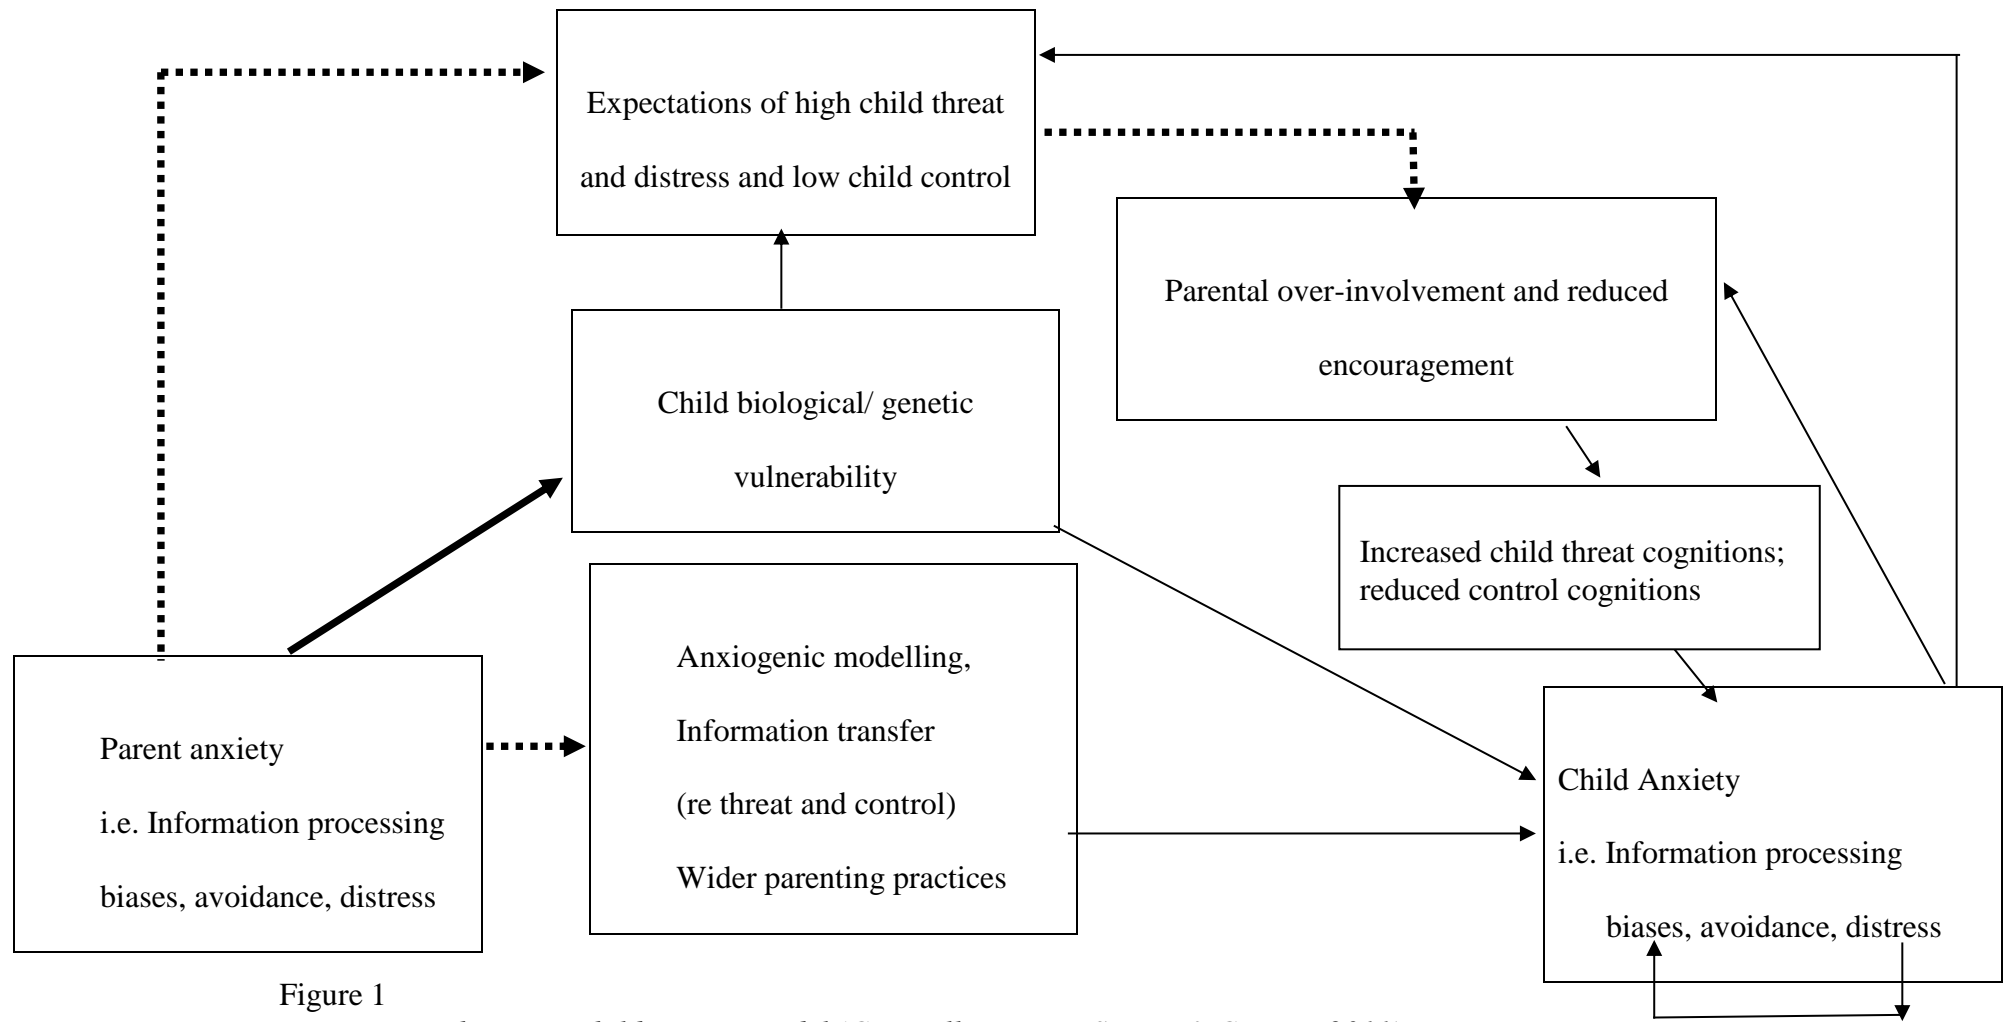 Expectations of high child threat
and distress and low child control
Parental over-involvement and reduced
encouragement
Child biological/ genetic
vulnerability
Increased child threat cognitions;
reduced control cognitions
Anxiogenic modelling,
Information transfer
(re threat and control)
Wider parenting practices
Parent anxiety
i.e. Information processing
biases, avoidance, distress
Child Anxiety
i.e. Information processing
biases, avoidance, distress
Figure 1